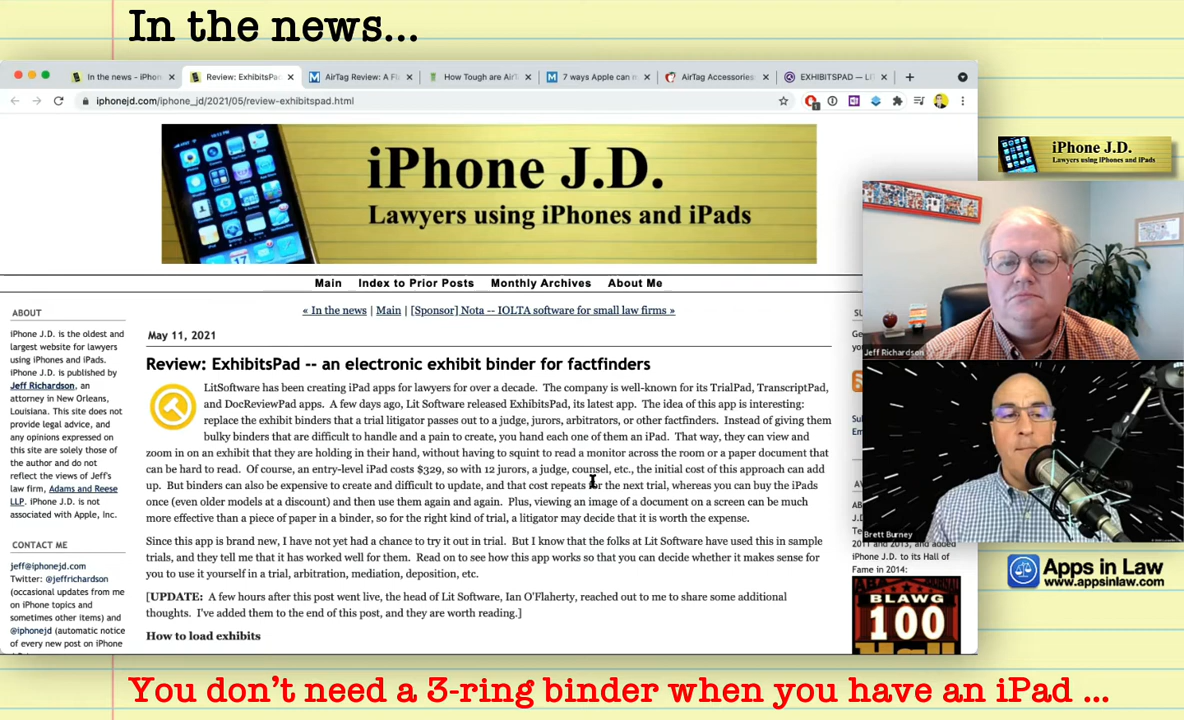 In the news...
In the news - iPhon
Review: ExhibitsPa
AirTag Review: A Fl
How Tough are AirT
7 ways Apple can m
AirTag Accessories
EXHIBITSPAD — LI
iphonejd.com/iphone_jd/2021/05/review-exhibitspad.html
iPhone J.D.
Lawyers using iPhones and iPads
iPhone J.D.
Lawyers using iPhones and iPads
Main Index to Prior Posts Monthly Archives About Me
« In the news | Main | [Sponsor] Nota -- IOLTA software for small law firms »
ABOUT
iPhone J.D. is the oldest and
largest website for lawyers
using iPhones and iPads.
iPhone J.D. is published by
Jeff Richardson, an
attorney in New Orleans,
Louisiana. This site does not
provide legal advice, and
any opinions expressed on
this site are solely those of
the author and do not
reflect the views of Jeff's
law firm, Adams and Reese
LLP. iPhone J.D. is not
associated with Apple, Inc.
CONTACT ME
jeff@iphonejd.com
Twitter: @jeffrichardson
(occasional updates from me
on iPhone topics and
sometimes other items) and
@iphonejd (automatic notice
of every new post on iPhone
May 11, 2021
Review: ExhibitsPad -- an electronic exhibit binder for factfinders
LitSoftware has been creating iPad apps for lawyers for over a decade. The company is well-known for its TrialPad, TranscriptPad,
and DocReviewPad apps. A few days ago, Lit Software released ExhibitsPad, its latest app. The idea of this app is interesting:
replace the exhibit binders that a trial litigator passes out to a judge, jurors, arbitrators, or other factfinders. Instead of giving them
bulky binders that are difficult to handle and a pain to create, you hand each one of them an iPad. That way, they can view and
zoom in on an exhibit that they are holding in their hand, without having to squint to read a monitor across the room or a paper document that
can be hard to read. Of course, an entry-level iPad costs $329, so with 12 jurors, a judge, counsel, etc., the initial cost of this approach can add
up. But binders can also be expensive to create and difficult to update, and that cost repeats for the next trial, whereas you can buy the iPads
once (even older models at a discount) and then use them again and again. Plus, viewing an image of a document on a screen can be much
more effective than a piece of paper in a binder, so for the right kind of trial, a litigator may decide that it is worth the expense.
Since this app is brand new, I have not yet had a chance to try it out in trial. But I know that the folks at Lit Software have used this in sample
trials, and they tell me that it has worked well for them. Read on to see how this app works so that you can decide whether it makes sense for
you to use it yourself in a trial, arbitration, mediation, deposition, etc.
[UPDATE: A few hours after this post went live, the head of Lit Software, Ian O'Flaherty, reached out to me to share some additional
thoughts. I've added them to the end of this post, and they are worth reading.]
How to load exhibits
Jeff Richardson
Brett Burney
2011 and 2013, and added
iPhone J.D. to its Hall of
Fame in 2014:
BLAWG
100
Hall
Apps in Law
www.appsinlaw.com
You don't need a 3-ring binder when you have an iPad ...